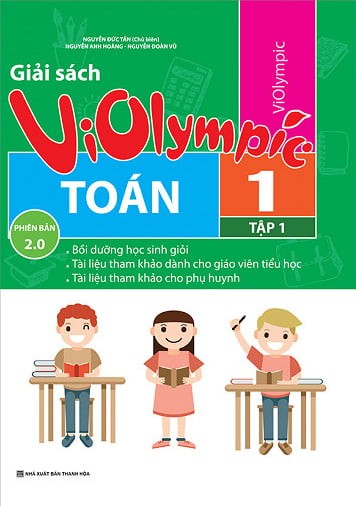 NGUYỄN ĐỨC TẤN (Chủ biên)
NGUYỄN ANH HOÀNG - NGUYỄN ĐOÀN VŨ
Giải sách
ViOlympic
ViOlympic
TOÁN
1
PHIÊN BẢN
2.0
TẬP 1
• Bồi dưỡng học sinh giỏi
• Tài liệu tham khảo dành cho giáo viên tiểu học
• Tài liệu tham khảo cho phụ huynh
NHÀ XUẤT BẢN THANH HÓA